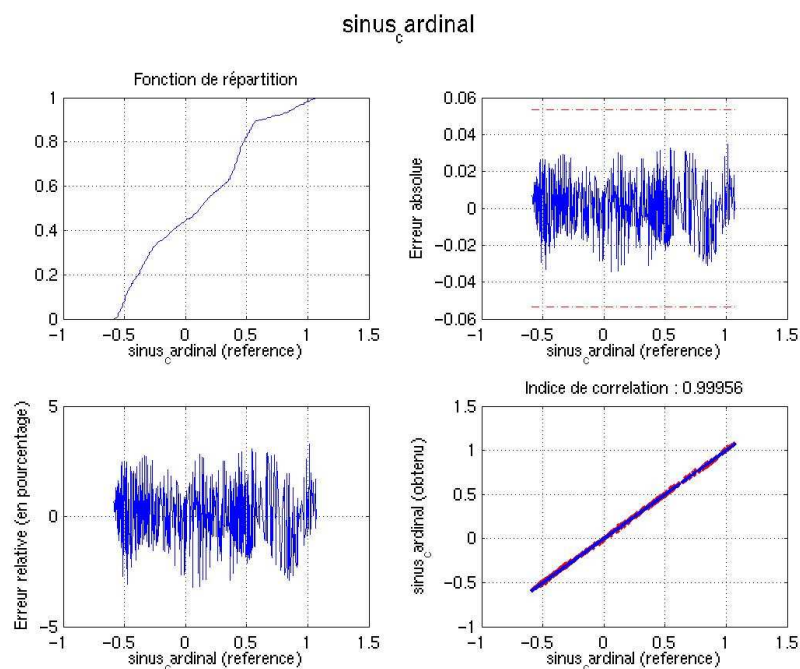 sinus_cardinal
Fonction de répartition
1
0.8
0.6
0.4
0.2
0
-1 -0.5 0 0.5 1 1.5
sinus_cardinal (reference)
Erreur absolue
0.06
0.04
0.02
0
-0.02
-0.04
-0.06
-1 -0.5 0 0.5 1 1.5
sinus_cardinal (reference)
Erreur relative (en pourcentage)
5
0
-5
-1 -0.5 0 0.5 1 1.5
sinus_cardinal (reference)
Indice de correlation : 0.99956
sinus_cardinal (obtenu)
1.5
1
0.5
0
-0.5
-1
-1 -0.5 0 0.5 1 1.5
sinus_cardinal (reference)